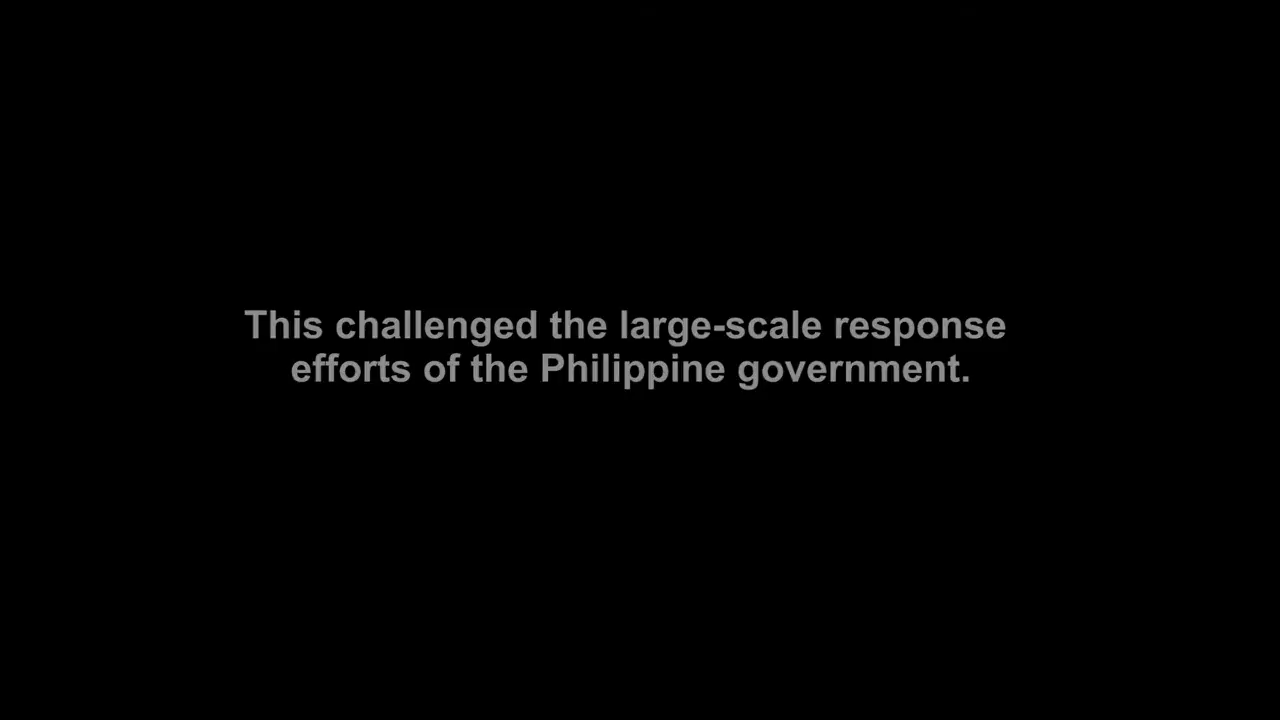 This challenged the large-scale response
efforts of the Philippine government.